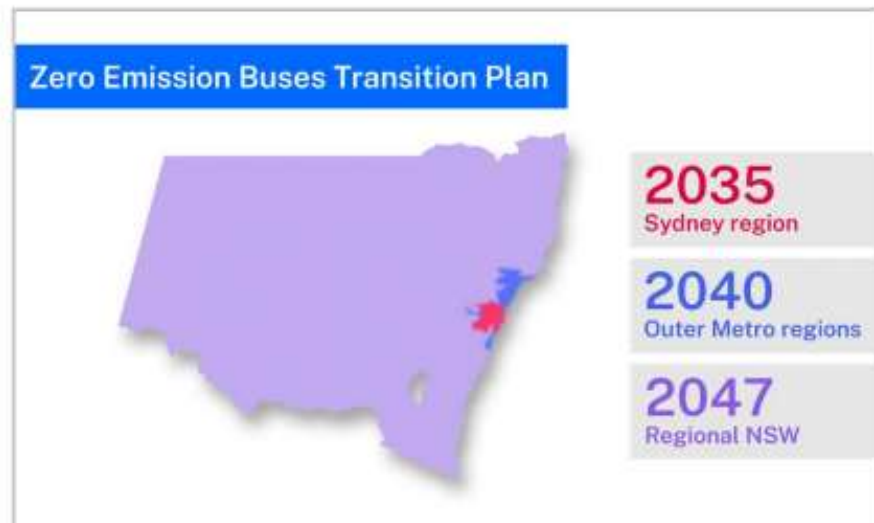 Zero Emission Buses Transition Plan
2035
Sydney region
2040
Outer Metro regions
2047
Regional NSW